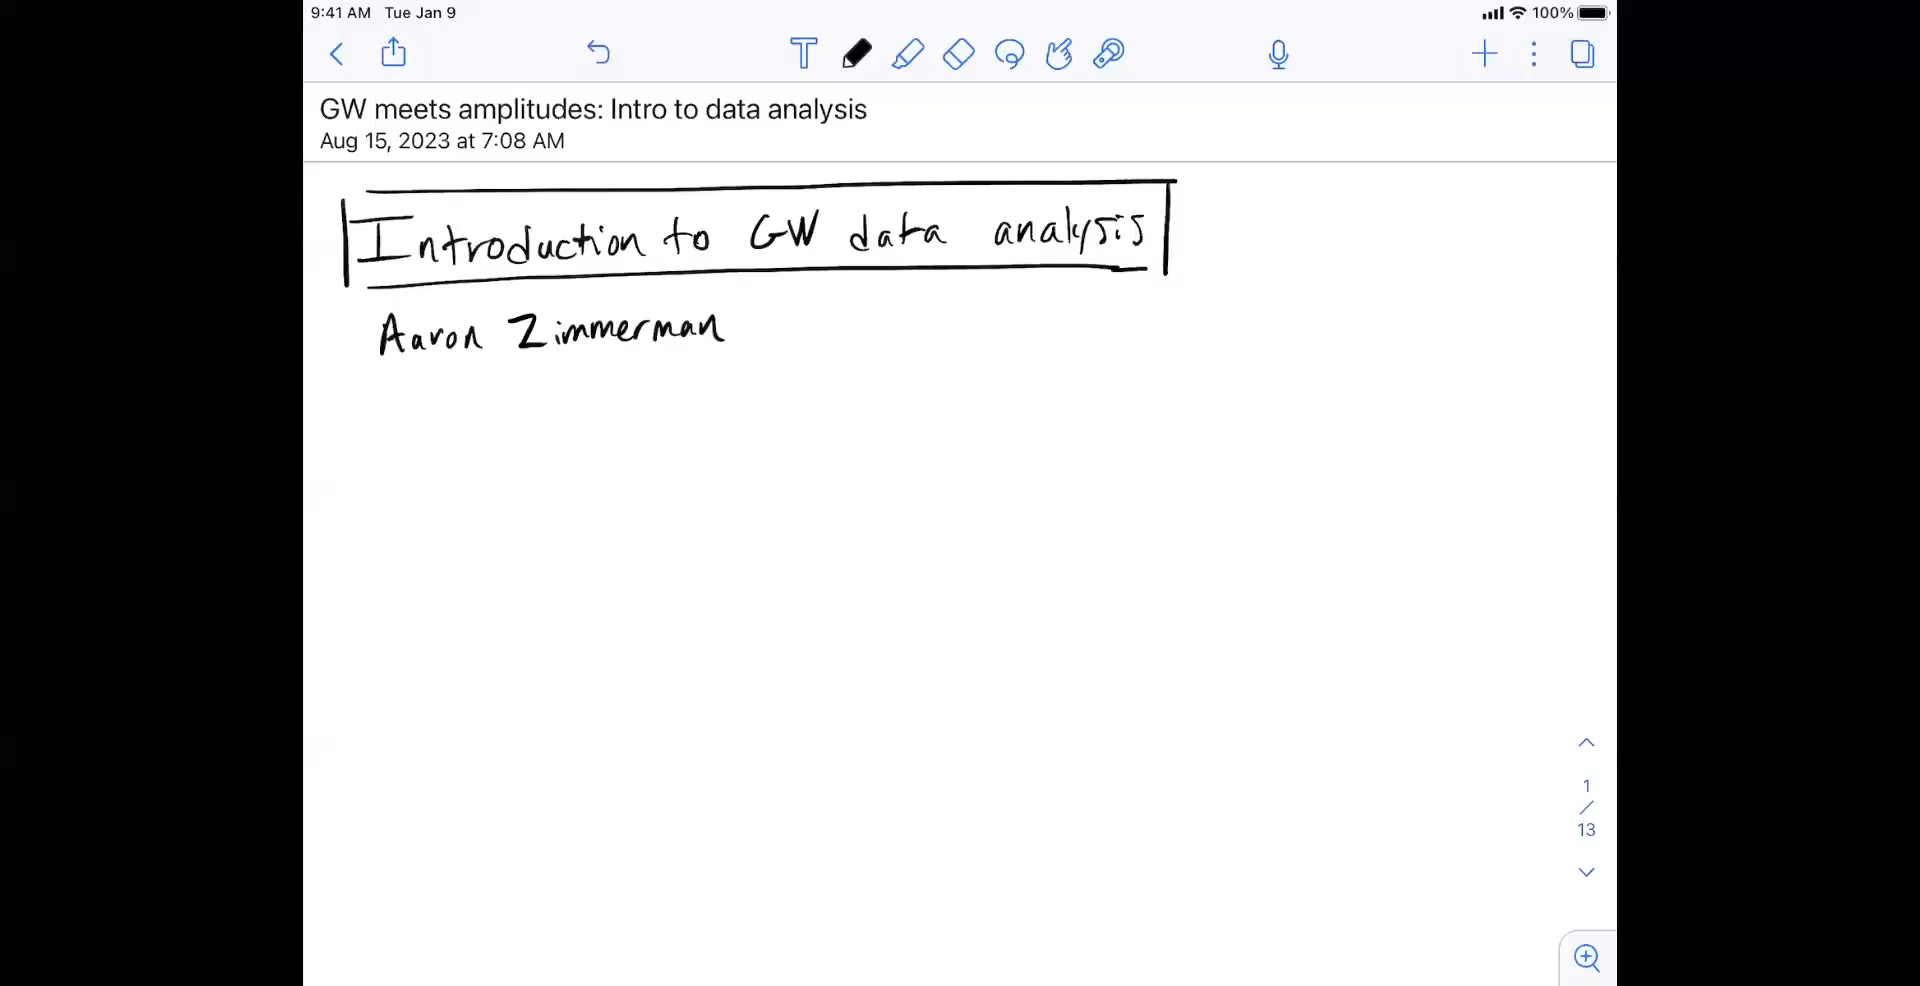 9:41 AM Tue Jan 9
100%
GW meets amplitudes: Intro to data analysis
Aug 15, 2023 at 7:08 AM
Introduction to GW data analysis
Aaron Zimmerman
1
/
13